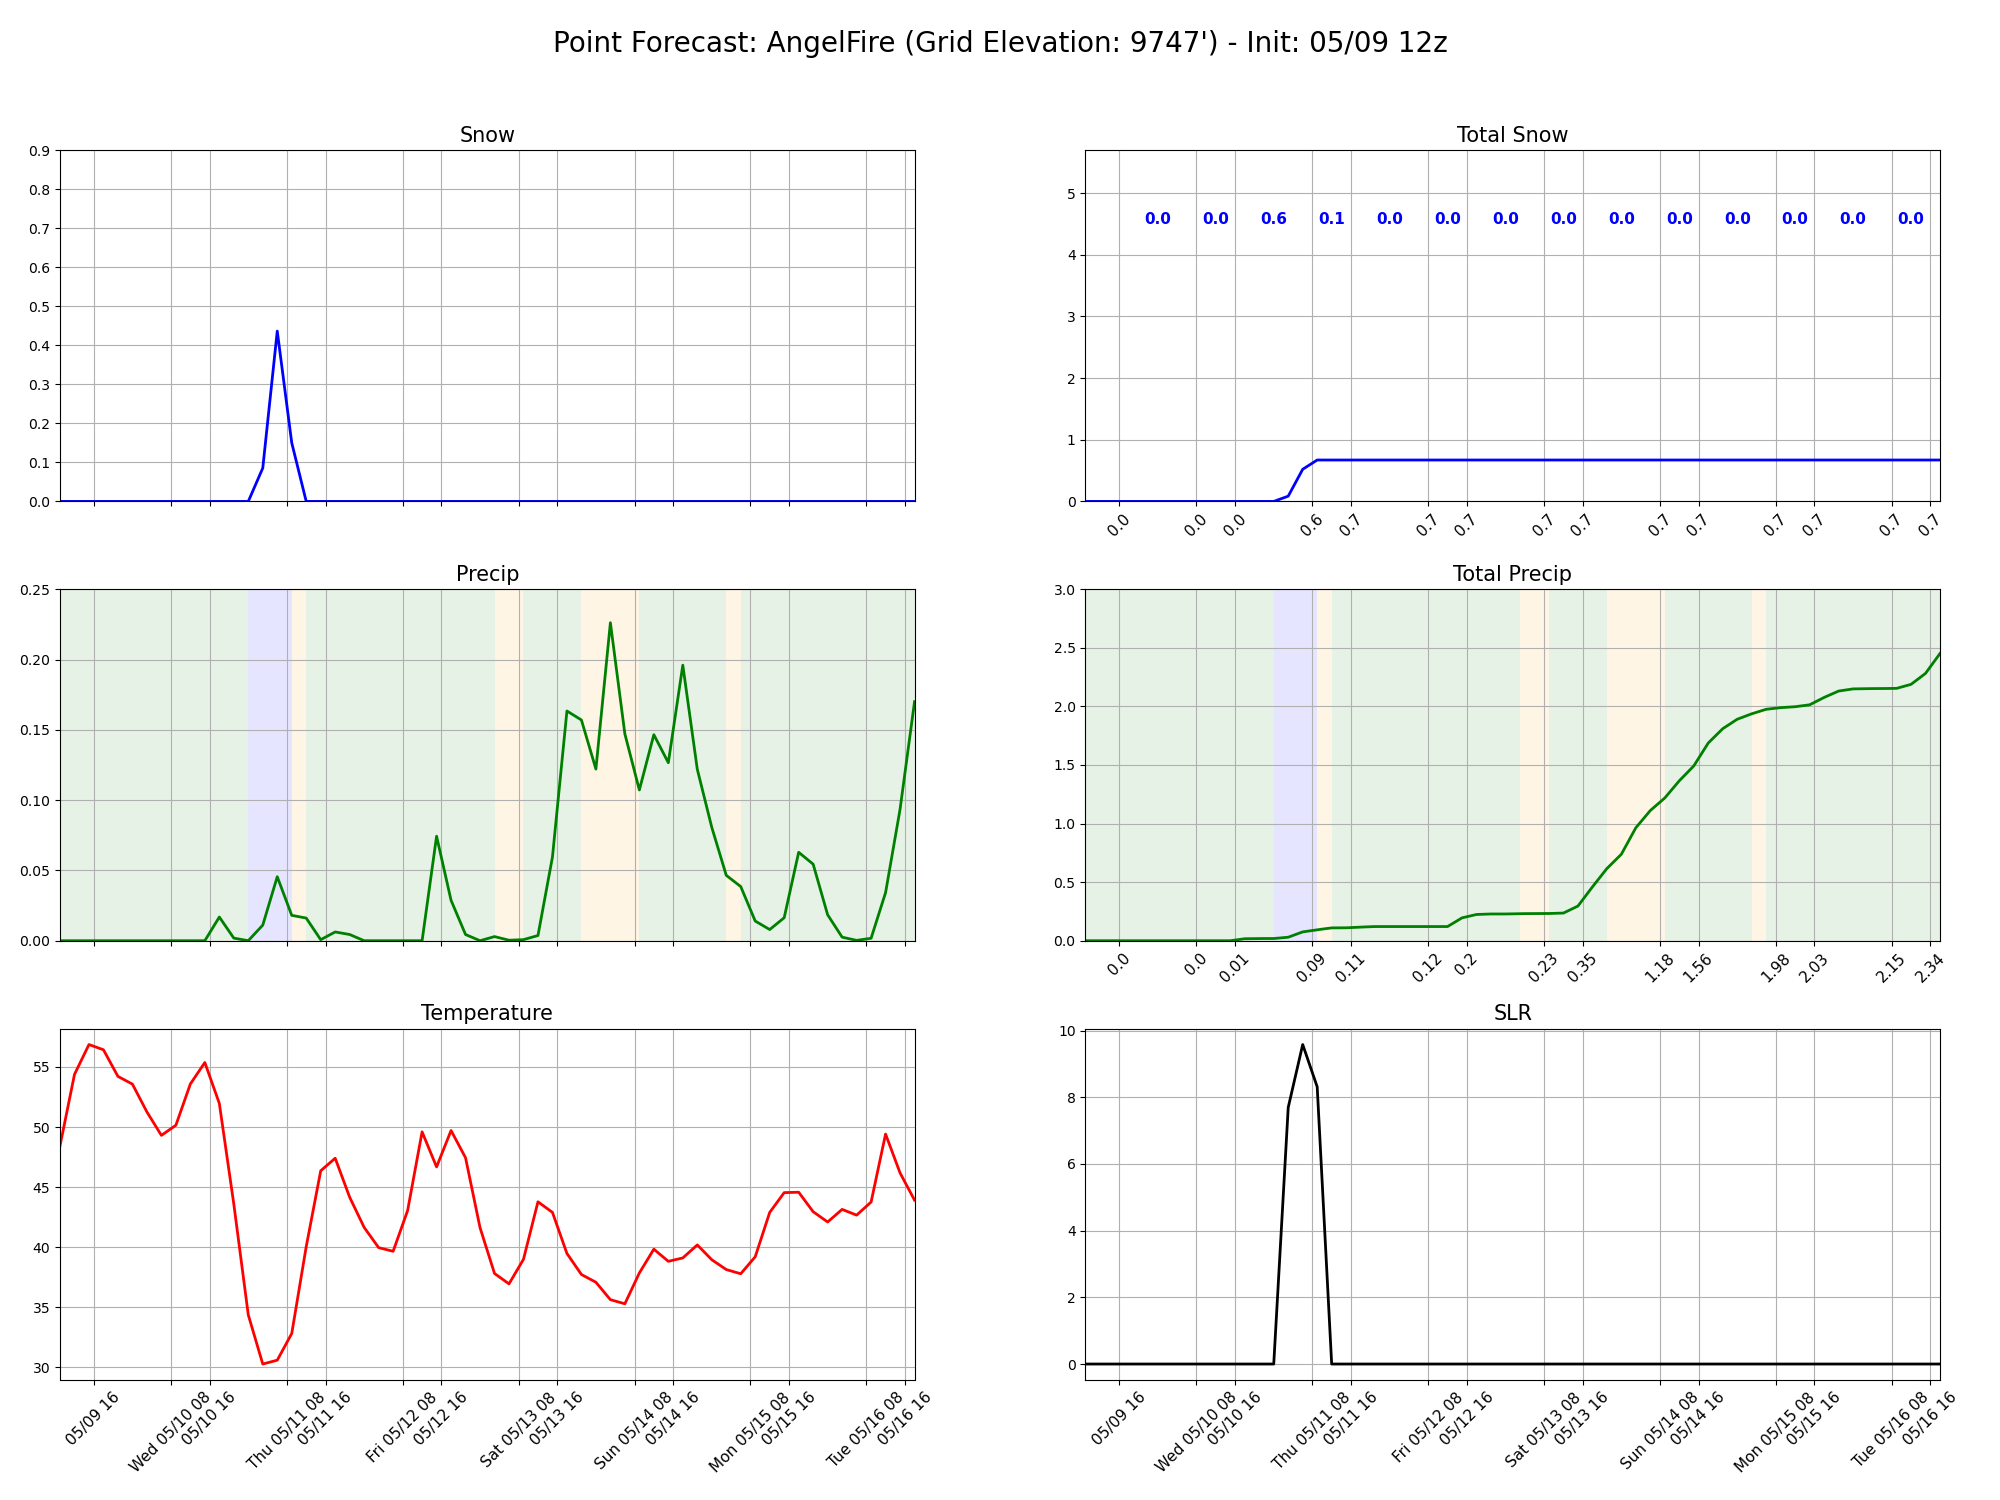 Point Forecast: AngelFire (Grid Elevation: 9747') - Init: 05/09 12z
Snow
0.9
0.8
0.7
0.6
0.5
0.4
0.3
0.2
0.1
0.0
Total Snow
5
4
3
2
1
0
0.0 0.0 0.6 0.1 0.0 0.0 0.0 0.0 0.0 0.0 0.0 0.0 0.0 0.0
0.0 0.0 0.0 0.6 0.7 0.7 0.7 0.7 0.7 0.7 0.7 0.7 0.7 0.7 0.7
Precip
0.25
0.20
0.15
0.10
0.05
0.00
Total Precip
3.0
2.5
2.0
1.5
1.0
0.5
0.0
0.0 0.0 0.01 0.09 0.11 0.12 0.2 0.23 0.35 1.18 1.56 1.98 2.03 2.15 2.34
Temperature
55
50
45
40
35
30
05/09 16
Wed 05/10 08
05/10 16
Thu 05/11 08
05/11 16
Fri 05/12 08
05/12 16
Sat 05/13 08
05/13 16
Sun 05/14 08
05/14 16
Mon 05/15 08
05/15 16
Tue 05/16 08
05/16 16
SLR
10
8
6
4
2
0
05/09 16
Wed 05/10 08
05/10 16
Thu 05/11 08
05/11 16
Fri 05/12 08
05/12 16
Sat 05/13 08
05/13 16
Sun 05/14 08
05/14 16
Mon 05/15 08
05/15 16
Tue 05/16 08
05/16 16